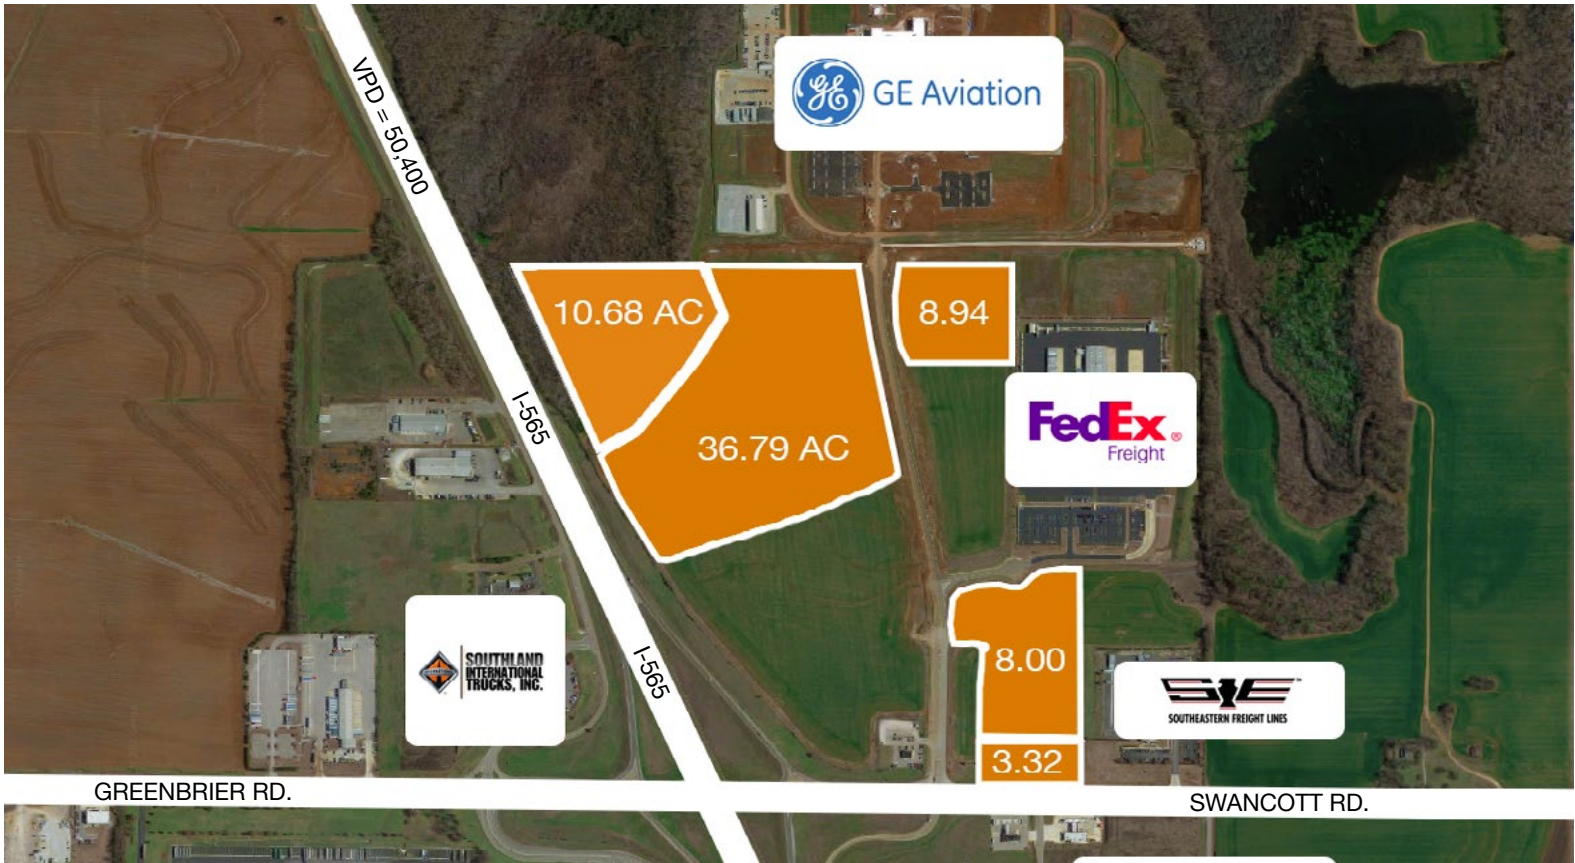 VPD = 50,400
GE GE Aviation
10.68 AC
8.94
I-565
36.79 AC
FedEx®
Freight
SOUTHLAND
INTERNATIONAL
TRUCKS, INC.
I-565
8.00
SOUTHEASTERN FREIGHT LINES
3.32
GREENBRIER RD.
SWANCOTT RD.